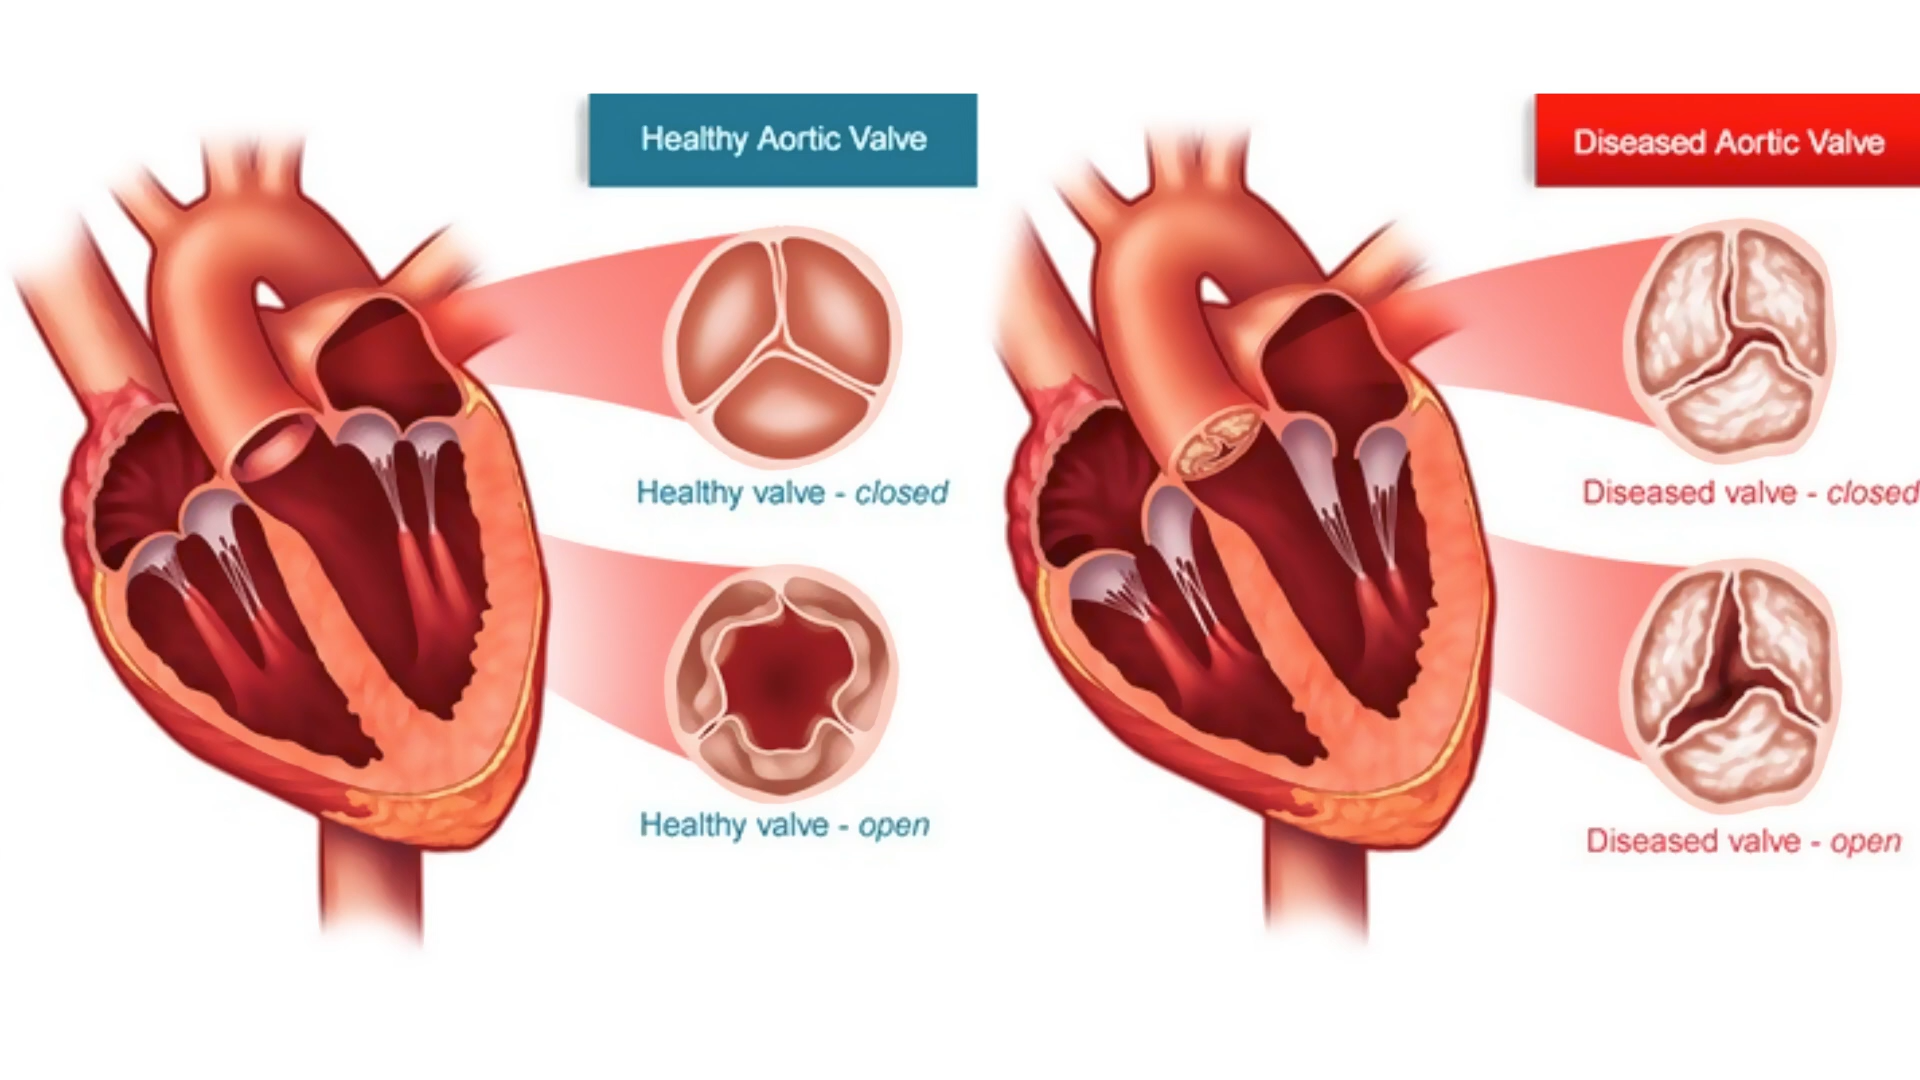 Healthy Aortic Valve
Healthy valve - closed
Healthy valve - open
Diseased Aortic Valve
Diseased valve - closed
Diseased valve - open